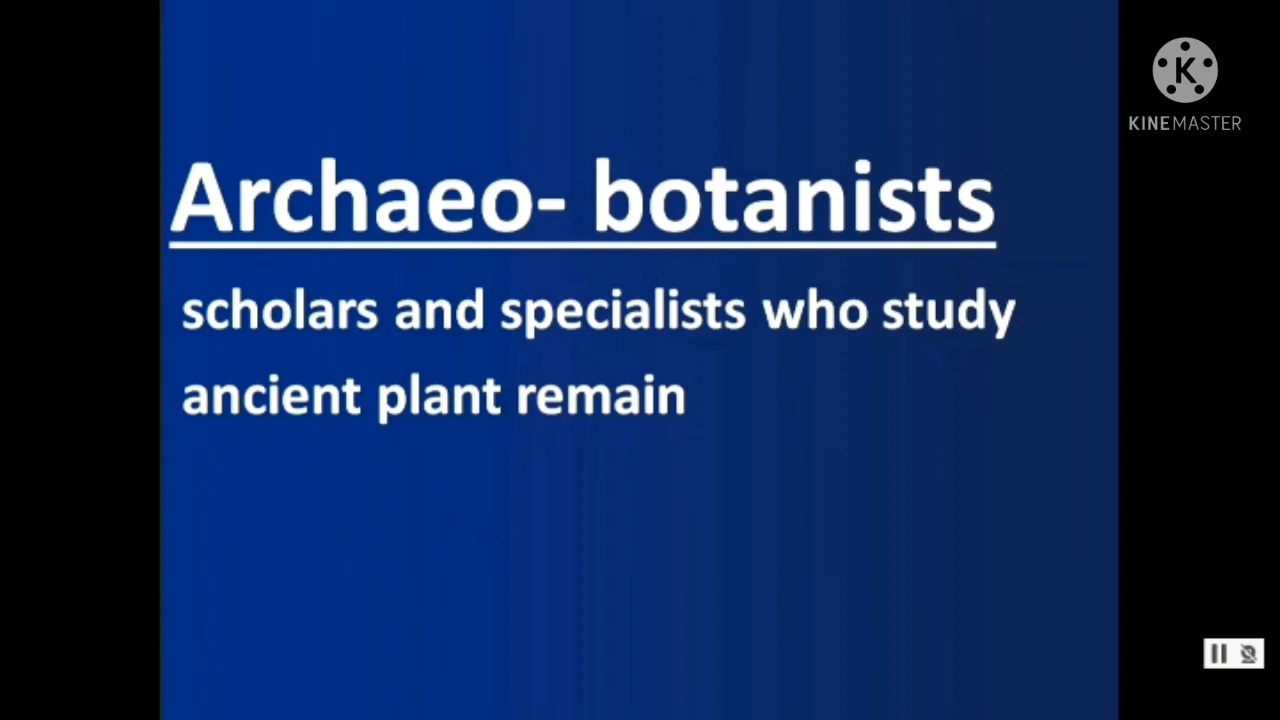 Archaeo- botanists
scholars and specialists who study
ancient plant remain
K
KINEMASTER